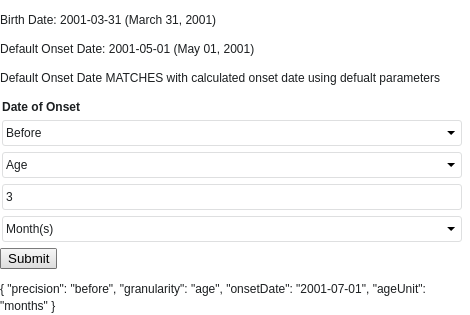 Birth Date: 2001-03-31 (March 31, 2001)
Default Onset Date: 2001-05-01 (May 01, 2001)
Default Onset Date MATCHES with calculated onset date using defualt parameters
Date of Onset
Before
Age
3
Month(s)
Submit
{ "precision": "before", "granularity": "age", "onsetDate": "2001-07-01", "ageUnit":
"months" }